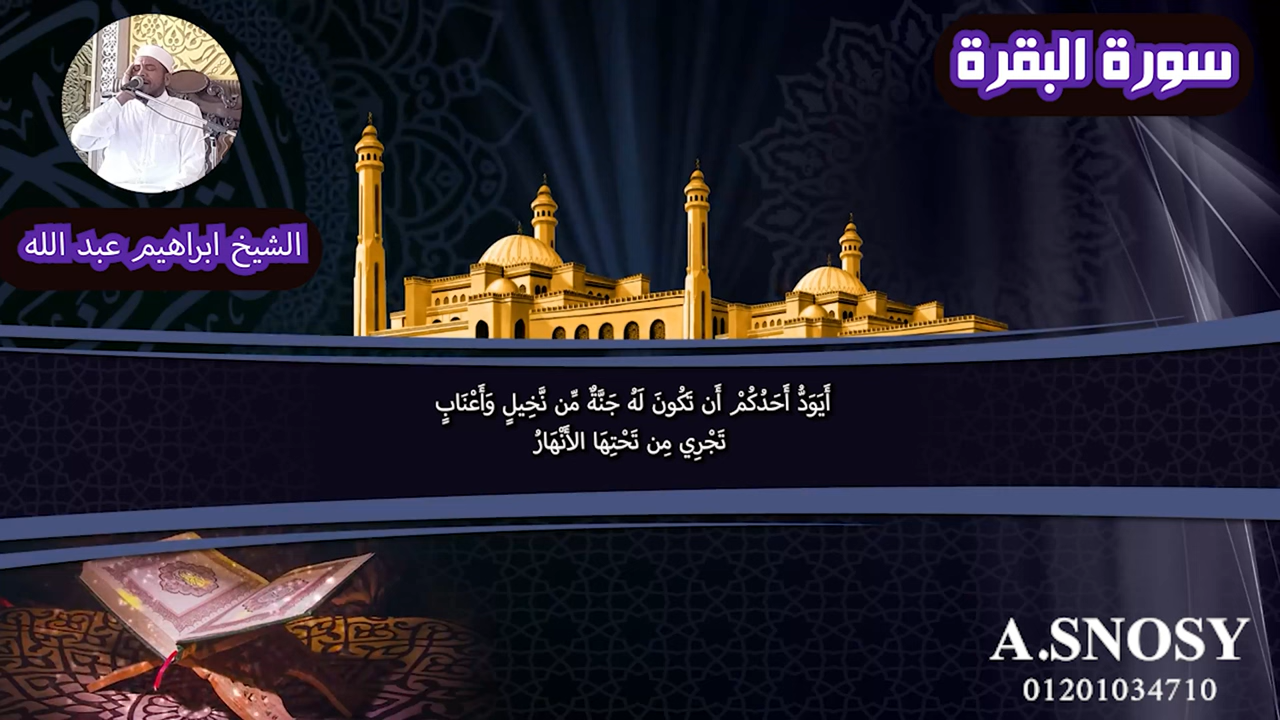 سورة البقرة
الشيخ ابراهيم عبد الله
أَيَوَدُّ أَحَدُكُمْ أَن تَكُونَ لَهُ جَنَّةٌ مِّن نَّخِيلٍ وَأَعْنَابٍ
تَجْرِي مِن تَحْتِهَا الأَنْهَارُ
A.SNOSY
01201034710